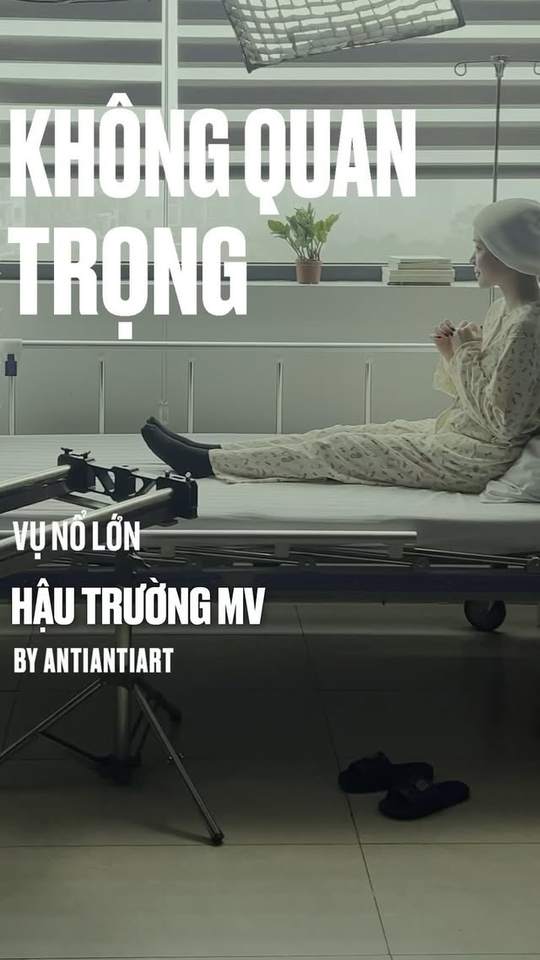 KHÔNG QUAN
TRỌNG
VỤ NỔ LỚN
HẬU TRƯỜNG MV
BY ANTIANTIART